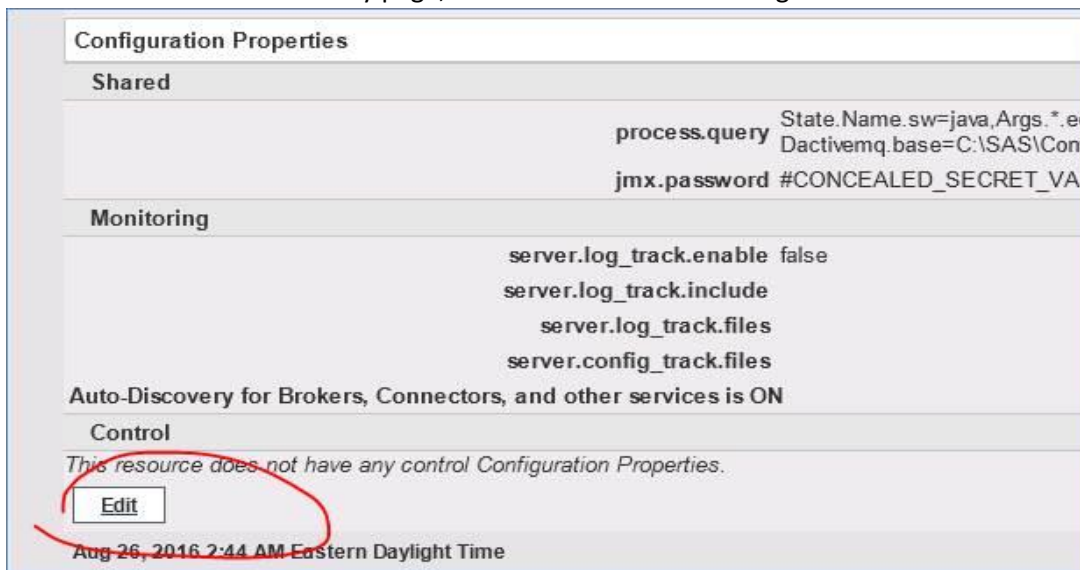 Configuration Properties
Shared
process.query State.Name.sw=java,Args.*.e
Dactivemq.base=C:\SAS\Con
jmx.password #CONCEALED_SECRET_VA
Monitoring
server.log_track.enable false
server.log_track.include
server.log_track.files
server.config_track.files
Auto-Discovery for Brokers, Connectors, and other services is ON
Control
This resource does not have any control Configuration Properties.
Edit
Aug 26, 2016 2:44 AM Eastern Daylight Time